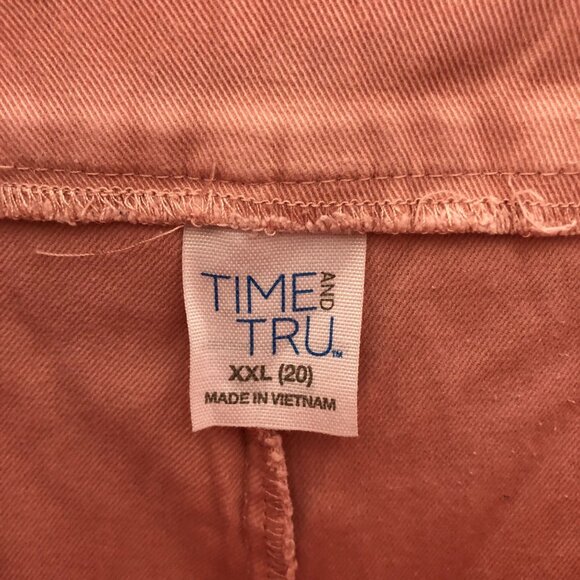 TIME AND
TRU™
XXL (20)
MADE IN VIETNAM